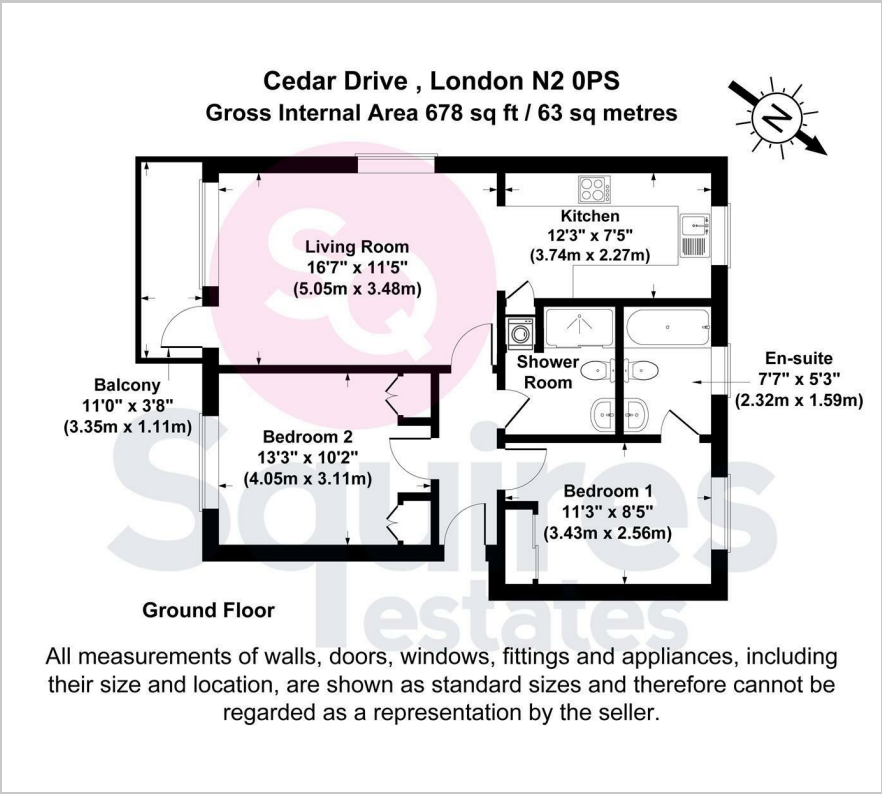 Cedar Drive , London N2 0PS
Gross Internal Area 678 sq ft / 63 sq metres
N
Living Room
16'7" x 11'5"
(5.05m x 3.48m)
Kitchen
12'3" x 7'5"
(3.74m x 2.27m)
Shower
Room
En-suite
7'7" x 5'3"
(2.32m x 1.59m)
Balcony
11'0" x 3'8"
(3.35m x 1.11m)
Bedroom 2
13'3" x 10'2"
(4.05m x 3.11m)
Bedroom 1
11'3" x 8'5"
(3.43m x 2.56m)
SQ
Squires
estates
Ground Floor
All measurements of walls, doors, windows, fittings and appliances, including
their size and location, are shown as standard sizes and therefore cannot be
regarded as a representation by the seller.